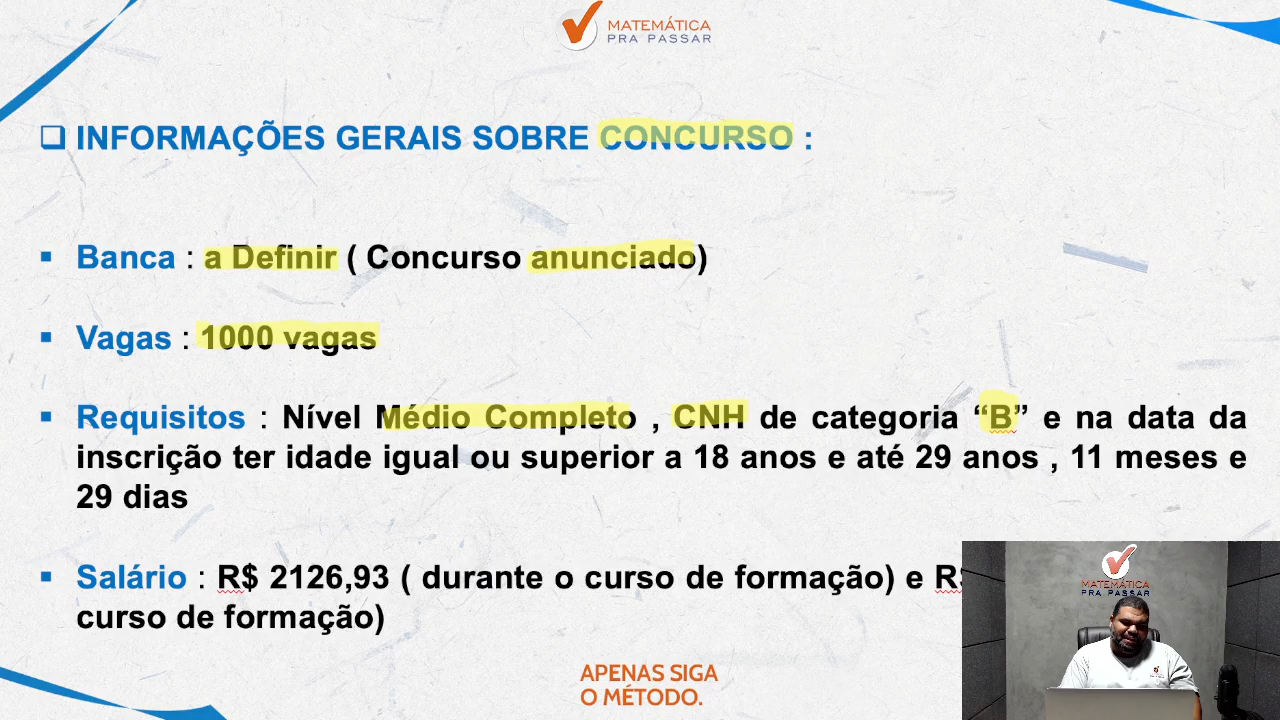 MATEMÁTICA
PRA PASSAR
INFORMAÇÕES GERAIS SOBRE CONCURSO :
Banca : a Definir ( Concurso anunciado)
Vagas : 1000 vagas
Requisitos : Nível Médio Completo , CNH de categoria “B” e na data da
inscrição ter idade igual ou superior a 18 anos e até 29 anos , 11 meses e
29 dias
Salário : R$ 2126,93 ( durante o curso de formação) e
curso de formação)
MATEMÁTICA
PRA PASSAR
APENAS SIGA
O MÉTODO.